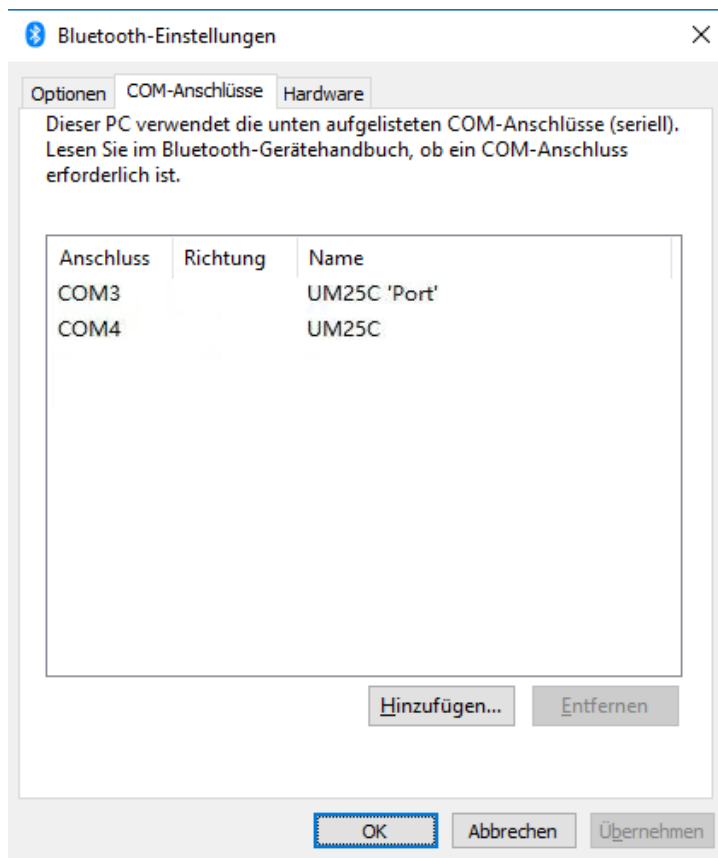 Bluetooth-Einstellungen
Optionen COM-Anschlüsse Hardware
Dieser PC verwendet die unten aufgelisteten COM-Anschlüsse (seriell).
Lesen Sie im Bluetooth-Gerätehandbuch, ob ein COM-Anschluss
erforderlich ist.
Anschluss Richtung Name
COM3 UM25C 'Port'
COM4 UM25C
Hinzufügen... Entfernen
OK Abbrechen Übernehmen